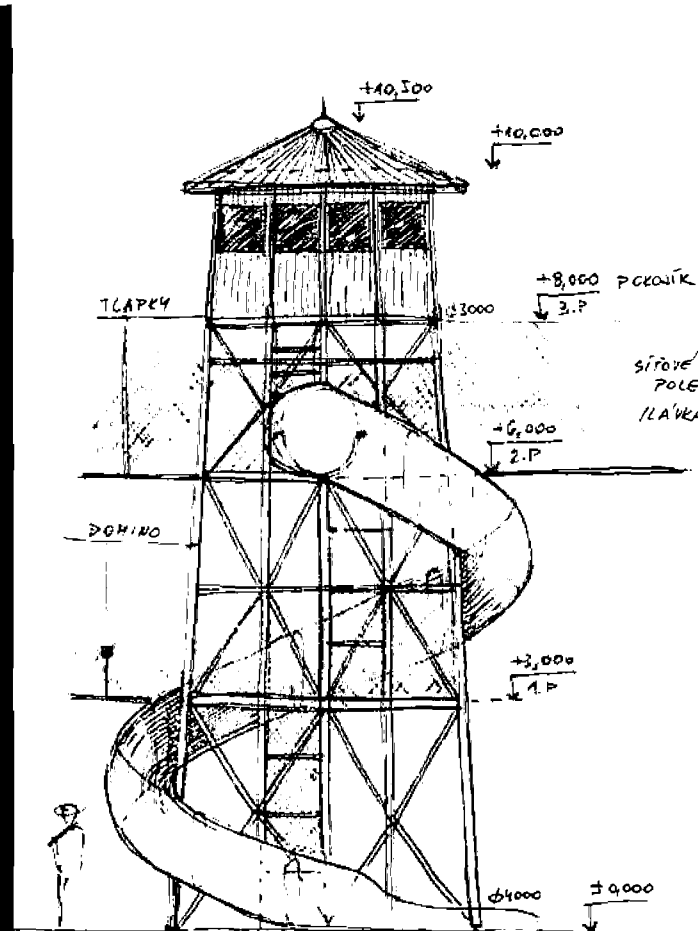 +10,500
+10,000
+8,000 POKOJÍK
3.P
TLAPKY
⌀3000
SÍŤOVÉ
POLE
/LÁVKA
+6,000
2.P
DOMINO
+3,000
1.P
⌀4000
±0,000